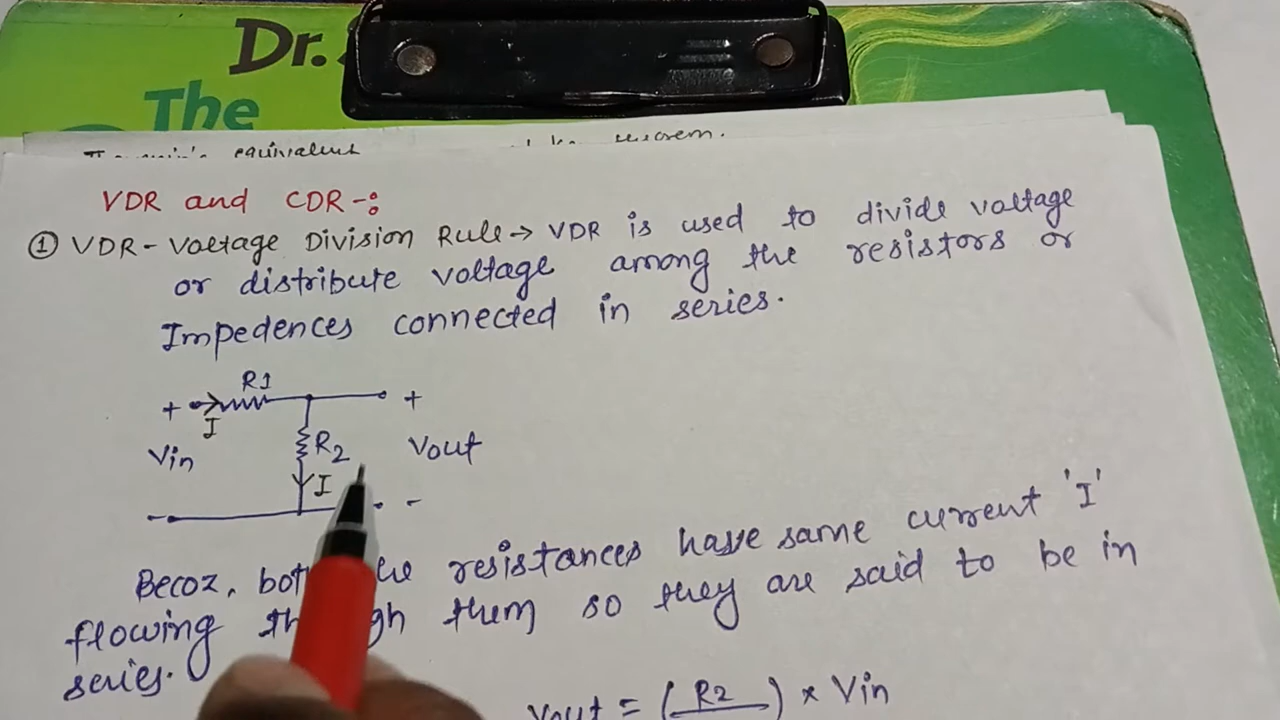 Dr.
The
equivalent theorem.
VDR and CDR-:
① VDR - Voltage Division Rule → VDR is used to divide voltage
or distribute voltage among the resistors or
Impedences connected in series.
R1
+ I +
Vin R2 Vout
I
- -
Becoz, both the resistances have same current 'I'
flowing through them so they are said to be in
series.
Vout = (R2 ) × Vin